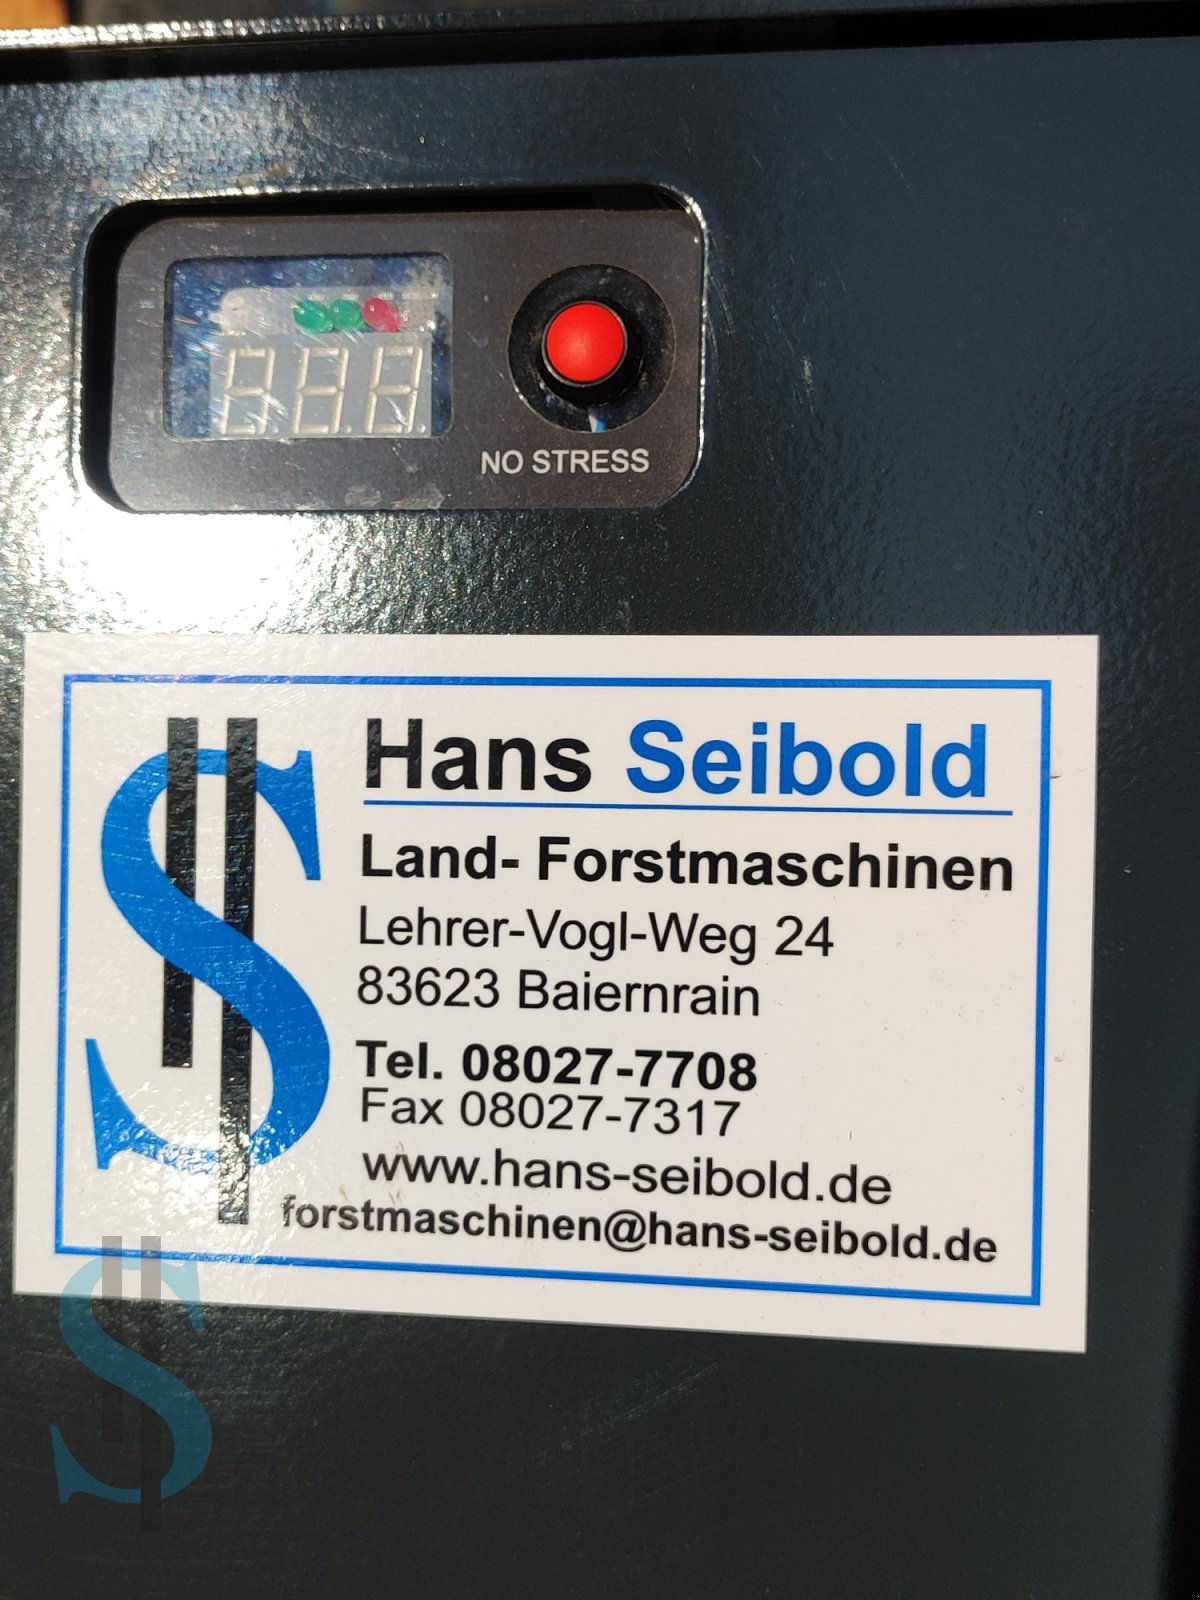 NO STRESS
Hans Seibold
Land- Forstmaschinen
Lehrer-Vogl-Weg 24
83623 Baiernrain
Tel. 08027-7708
Fax 08027-7317
www.hans-seibold.de
forstmaschinen@hans-seibold.de